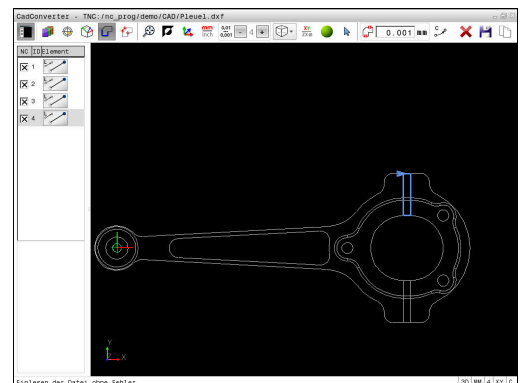 CadConverter - TNC:/nc_prog/demo/CAD/Pleuel.dxf
mm
inch
0,01
0,001
4
XY
0.001 mm
NC ID Element
1
2
3
4
Y
Z X
Einlesen der Datei ohne Fehler
3D MM 4 XY C